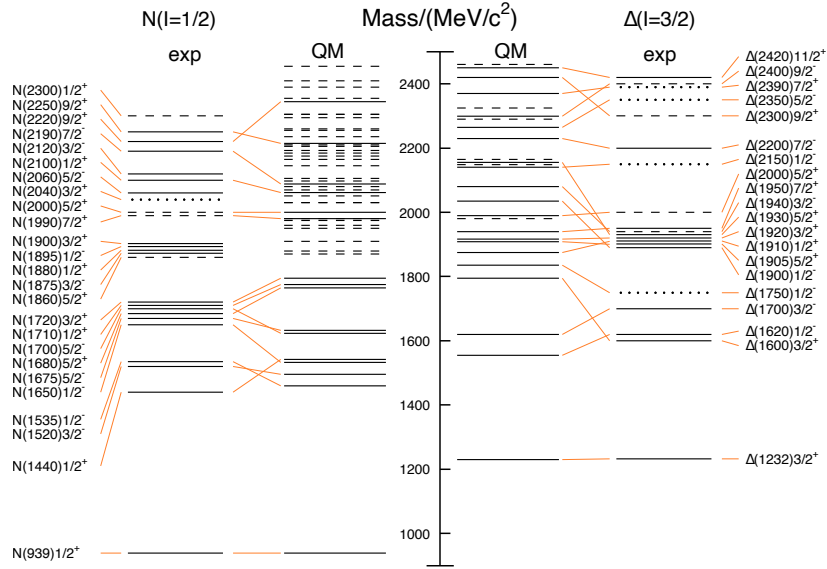 N(I=1/2) Mass/(MeV/c²) Δ(I=3/2)
exp QM QM exp
N(2300)1/2⁺
N(2250)9/2⁻
N(2220)9/2⁺
N(2190)7/2⁻
N(2120)3/2⁻
N(2100)1/2⁺
N(2060)5/2⁻
N(2040)3/2⁺
N(2000)5/2⁺
N(1990)7/2⁺
N(1900)3/2⁺
N(1895)1/2⁻
N(1880)1/2⁺
N(1875)3/2⁻
N(1860)5/2⁺
N(1720)3/2⁺
N(1710)1/2⁺
N(1700)5/2⁻
N(1680)5/2⁺
N(1675)5/2⁻
N(1650)1/2⁻
N(1535)1/2⁻
N(1520)3/2⁻
N(1440)1/2⁺
N(939)1/2⁺
2400
2200
2000
1800
1600
1400
1200
1000
Δ(2420)11/2⁺
Δ(2400)9/2⁻
Δ(2390)7/2⁺
Δ(2350)5/2⁻
Δ(2300)9/2⁺
Δ(2200)7/2⁻
Δ(2150)1/2⁻
Δ(2000)5/2⁺
Δ(1950)7/2⁺
Δ(1940)3/2⁻
Δ(1930)5/2⁻
Δ(1920)3/2⁺
Δ(1910)1/2⁺
Δ(1905)5/2⁺
Δ(1900)1/2⁻
Δ(1750)1/2⁻
Δ(1700)3/2⁻
Δ(1620)1/2⁻
Δ(1600)3/2⁺
Δ(1232)3/2⁺